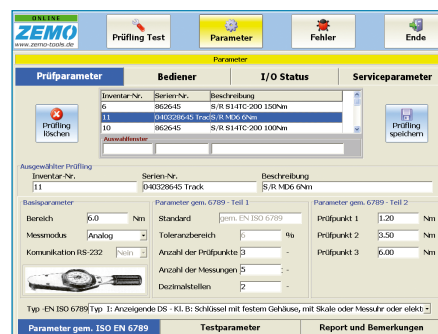 ONLINE
ZEMO
www.zemo-tools.de
Prüfling Test
Parameter
Fehler
Ende
Parameter
Prüfparameter Bediener I/O Status Serviceparameter
Inventar-Nr. Serien-Nr. Beschreibung
6 862645 S/R S14TC-200 150Nm
11 040328645 Track S/R MD6 6Nm
10 862645 S/R S14TC-200 100Nm
Auswahlfenster
Prüfling löschen
Prüfling speichern
Ausgewählter Prüfling
Inventar-Nr. Serien-Nr. Beschreibung
11 040328645 Track S/R MD6 6Nm
Basisparameter Parameter gem. 6789 - Teil 1 Parameter gem. 6789 - Teil 2
Bereich 6.0 Nm Standard gem. EN ISO 6789 Prüfpunkt 1 1.20 Nm
Messmodus Analog Toleranzbereich 6 % Prüfpunkt 2 3.50 Nm
Komunikation RS-232 Nein Anzahl der Prüfpunkte 3 : - Prüfpunkt 3 6.00 Nm
Anzahl der Messungen 5 : -
Dezimalstellen 2 -
Typ -EN ISO 6789 Typ I: Anzeigende DS - Kl. B: Schlüssel mit festem Gehäuse, mit Skale oder Messuhr oder elekt
Parameter gem. ISO EN 6789 Testparameter Report und Bemerkungen